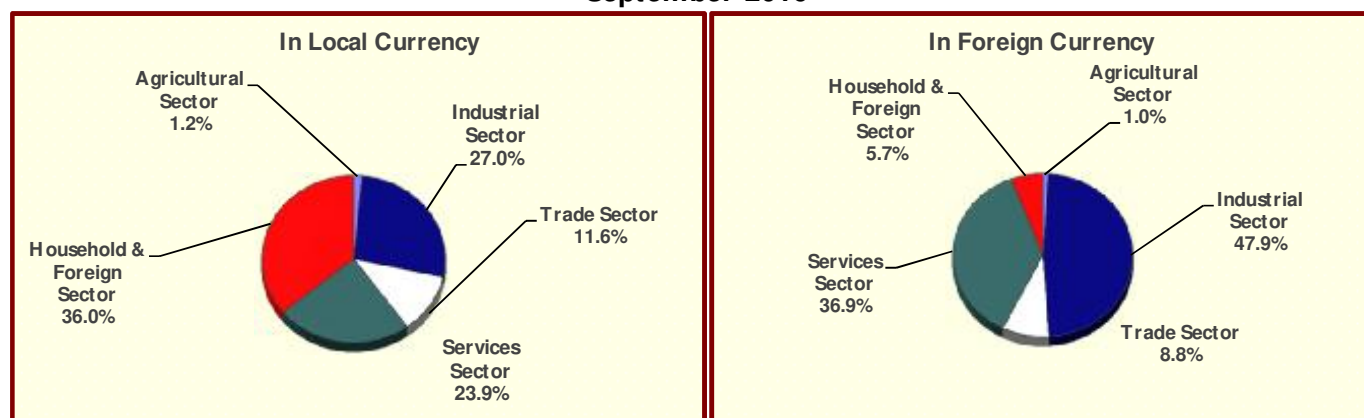 In Local Currency
Agricultural
Sector
1.2%
Industrial
Sector
27.0%
Trade Sector
11.6%
Household &
Foreign
Sector
36.0%
Services
Sector
23.9%
In Foreign Currency
Household &
Foreign
Sector
5.7%
Agricultural
Sector
1.0%
Industrial
Sector
47.9%
Services
Sector
36.9%
Trade Sector
8.8%